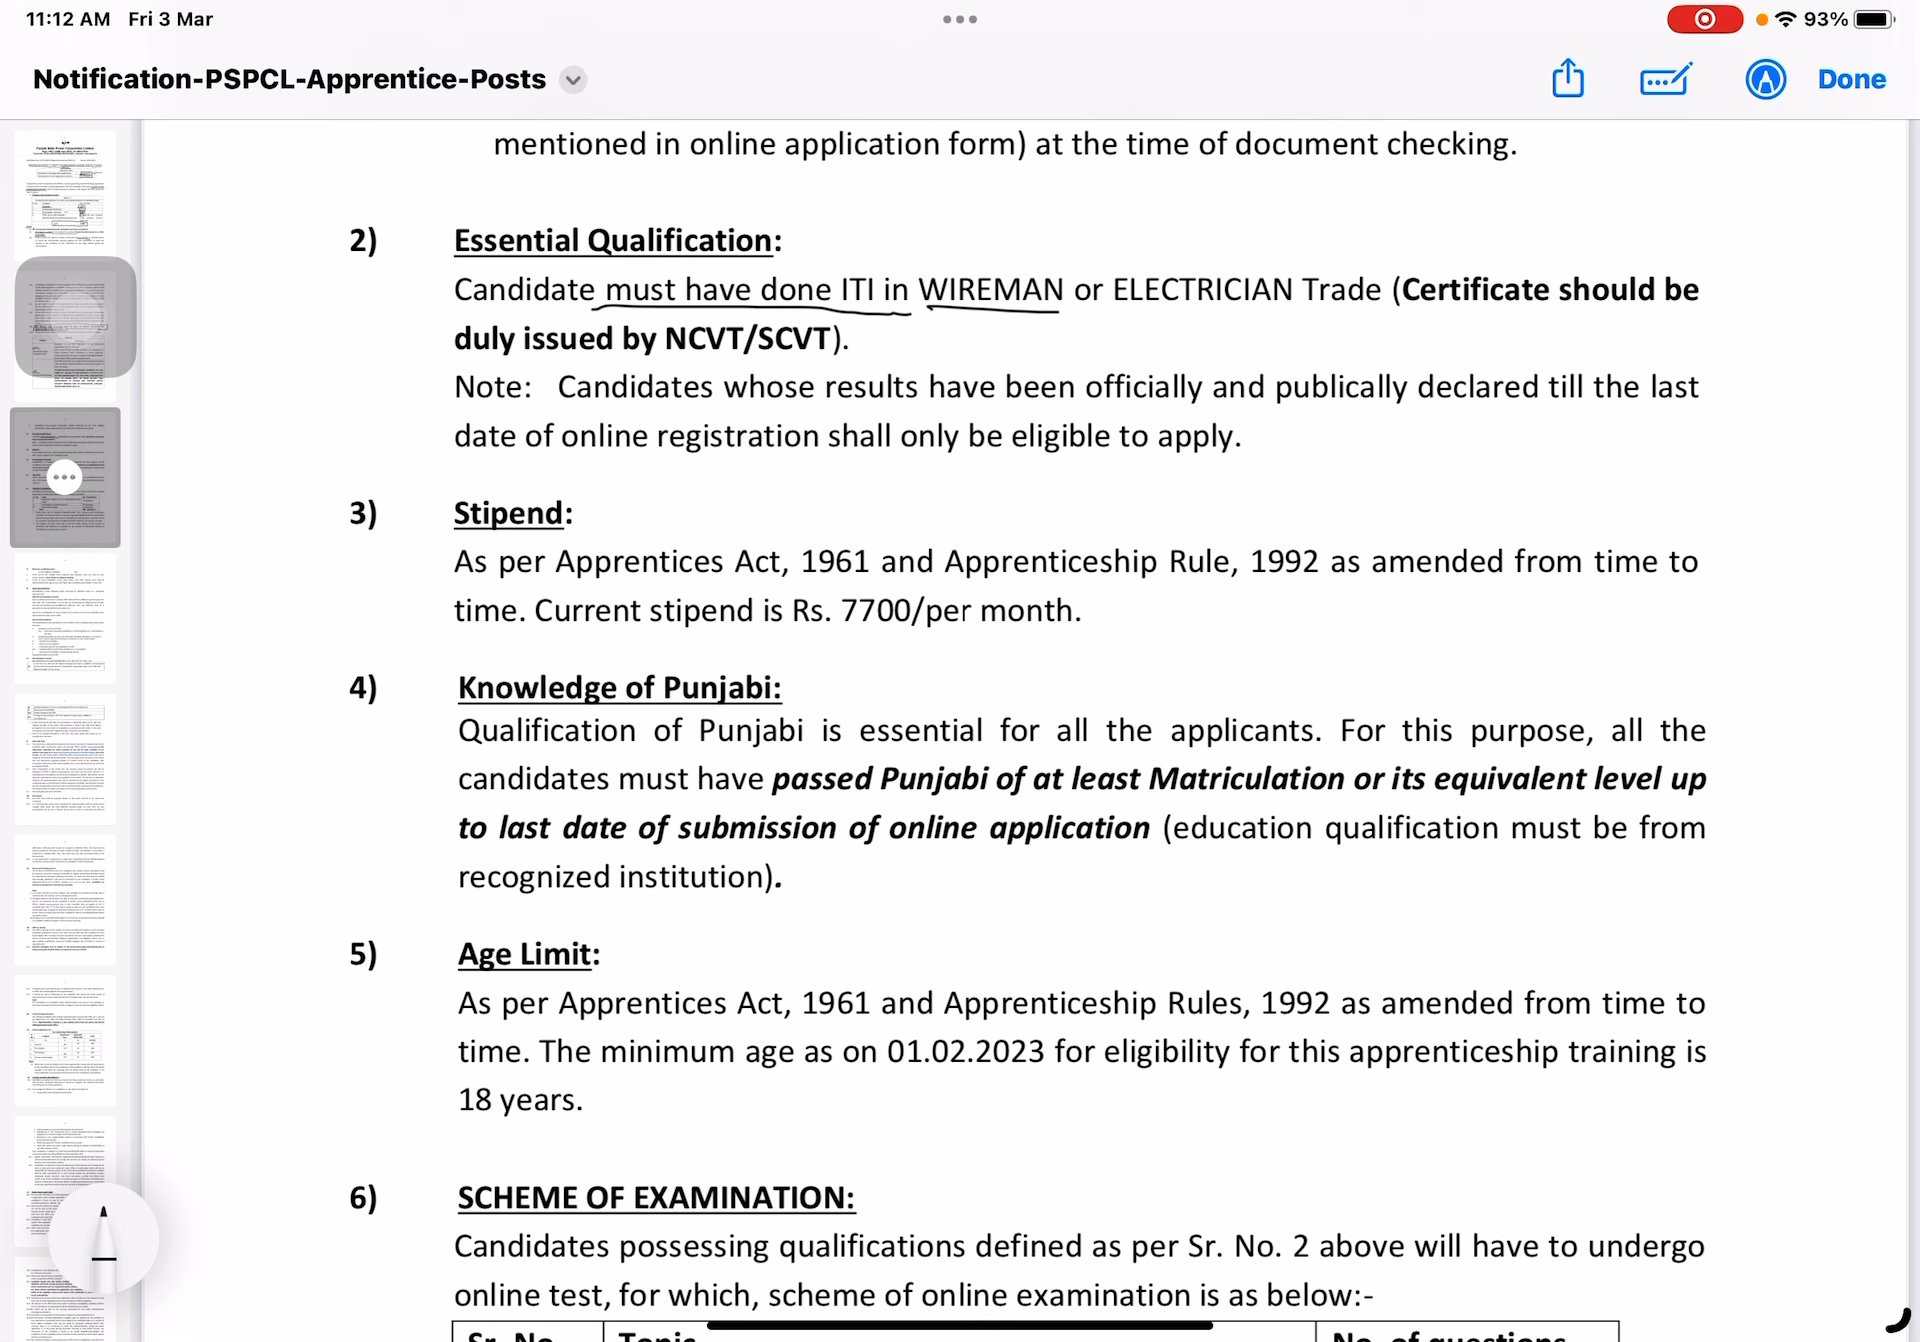 11:12 AM Fri 3 Mar
93%
Notification-PSPCL-Apprentice-Posts
Done
mentioned in online application form) at the time of document checking.
2) Essential Qualification:
Candidate must have done ITI in WIREMAN or ELECTRICIAN Trade (Certificate should be
duly issued by NCVT/SCVT).
Note: Candidates whose results have been officially and publically declared till the last
date of online registration shall only be eligible to apply.
3) Stipend:
As per Apprentices Act, 1961 and Apprenticeship Rule, 1992 as amended from time to
time. Current stipend is Rs. 7700/per month.
4) Knowledge of Punjabi:
Qualification of Punjabi is essential for all the applicants. For this purpose, all the
candidates must have passed Punjabi of at least Matriculation or its equivalent level up
to last date of submission of online application (education qualification must be from
recognized institution).
5) Age Limit:
As per Apprentices Act, 1961 and Apprenticeship Rules, 1992 as amended from time to
time. The minimum age as on 01.02.2023 for eligibility for this apprenticeship training is
18 years.
6) SCHEME OF EXAMINATION:
Candidates possessing qualifications defined as per Sr. No. 2 above will have to undergo
online test, for which, scheme of online examination is as below:-
Sr. No Topic No. of questions